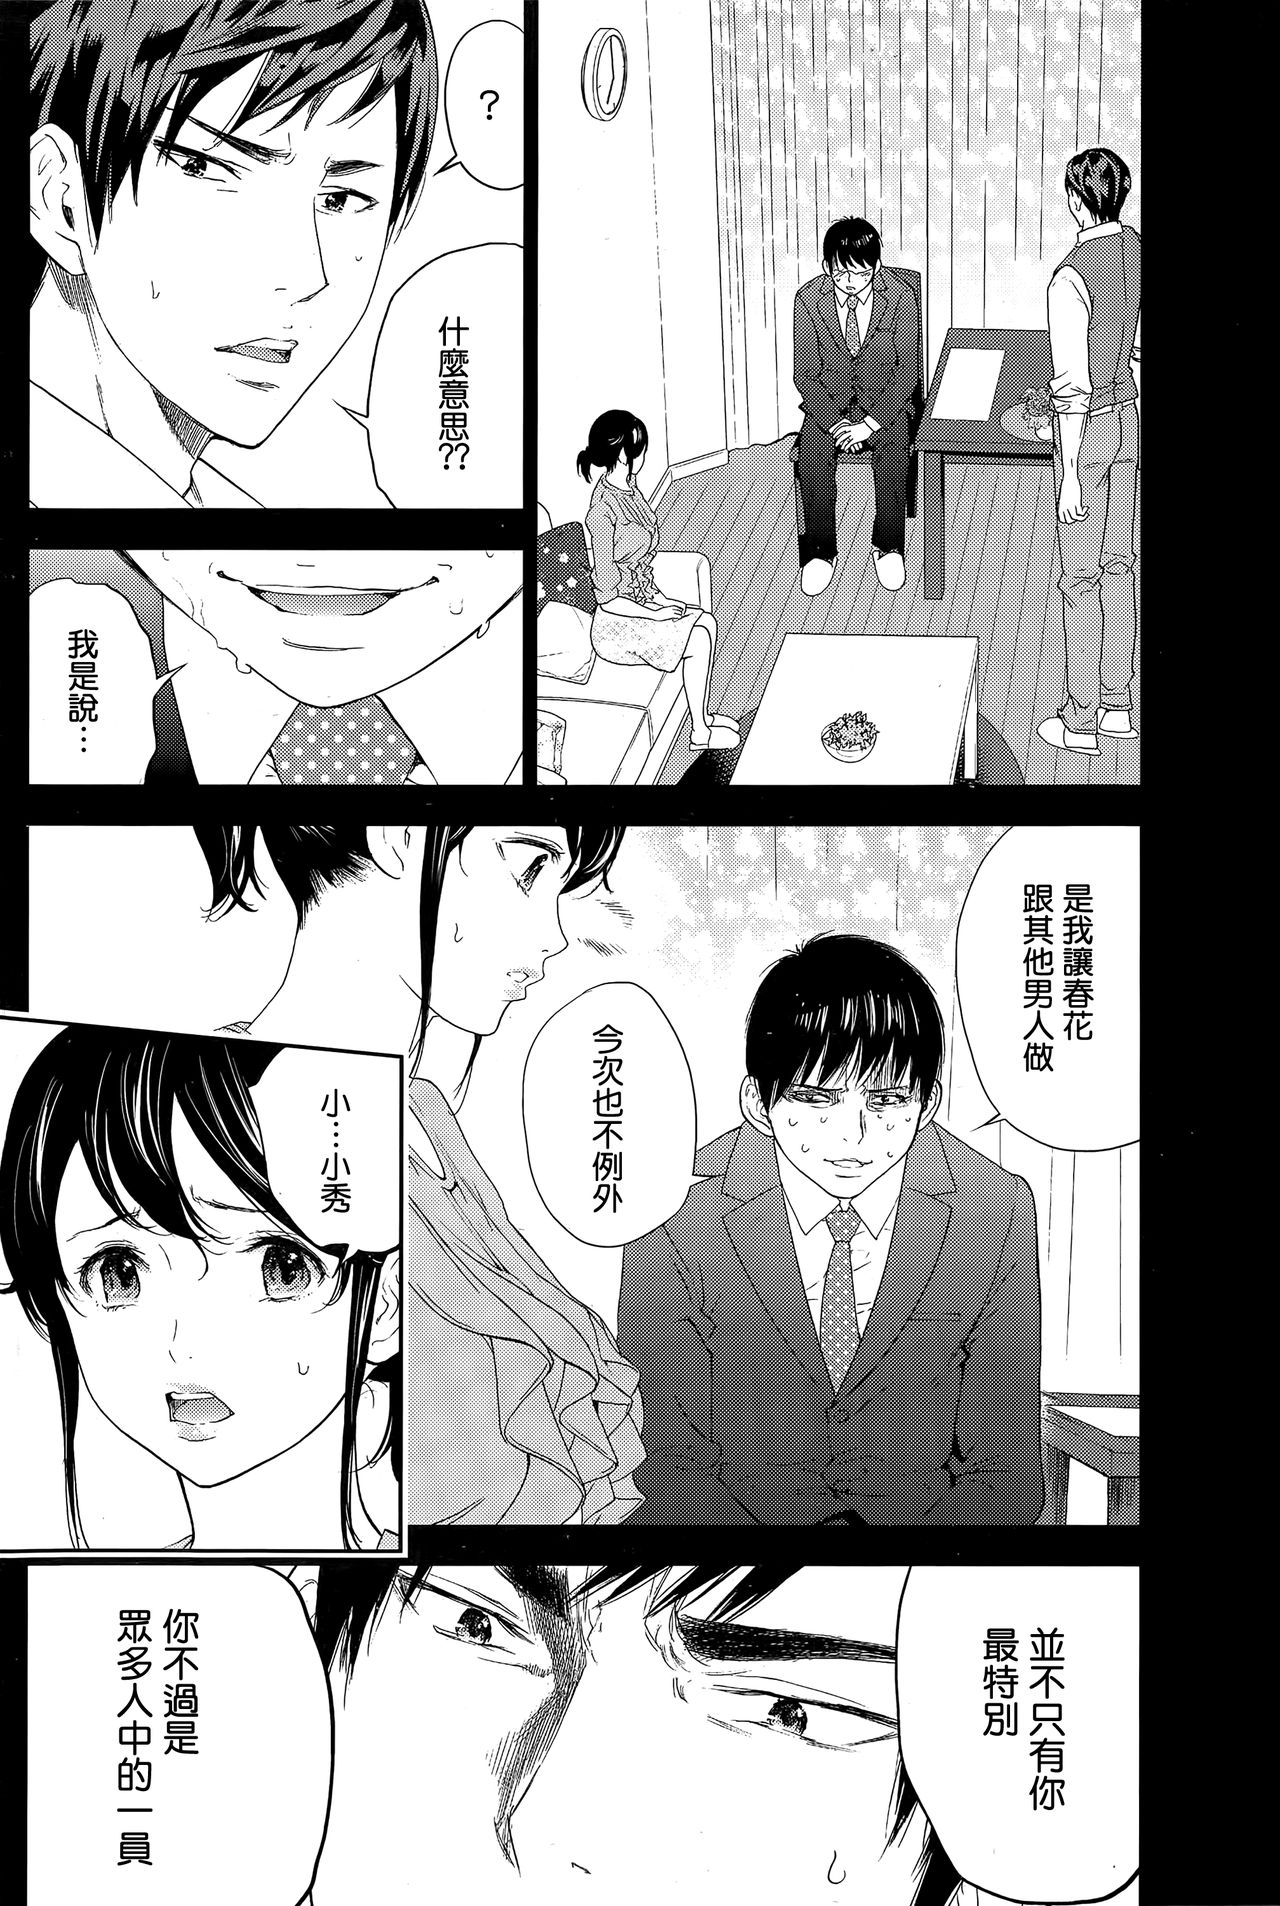 ？
什麼意思??
我是說…
是我讓春花
跟其他男人做
今次也不例外
小…小秀
並不只有你
最特別
你不過是
眾多人中的一員